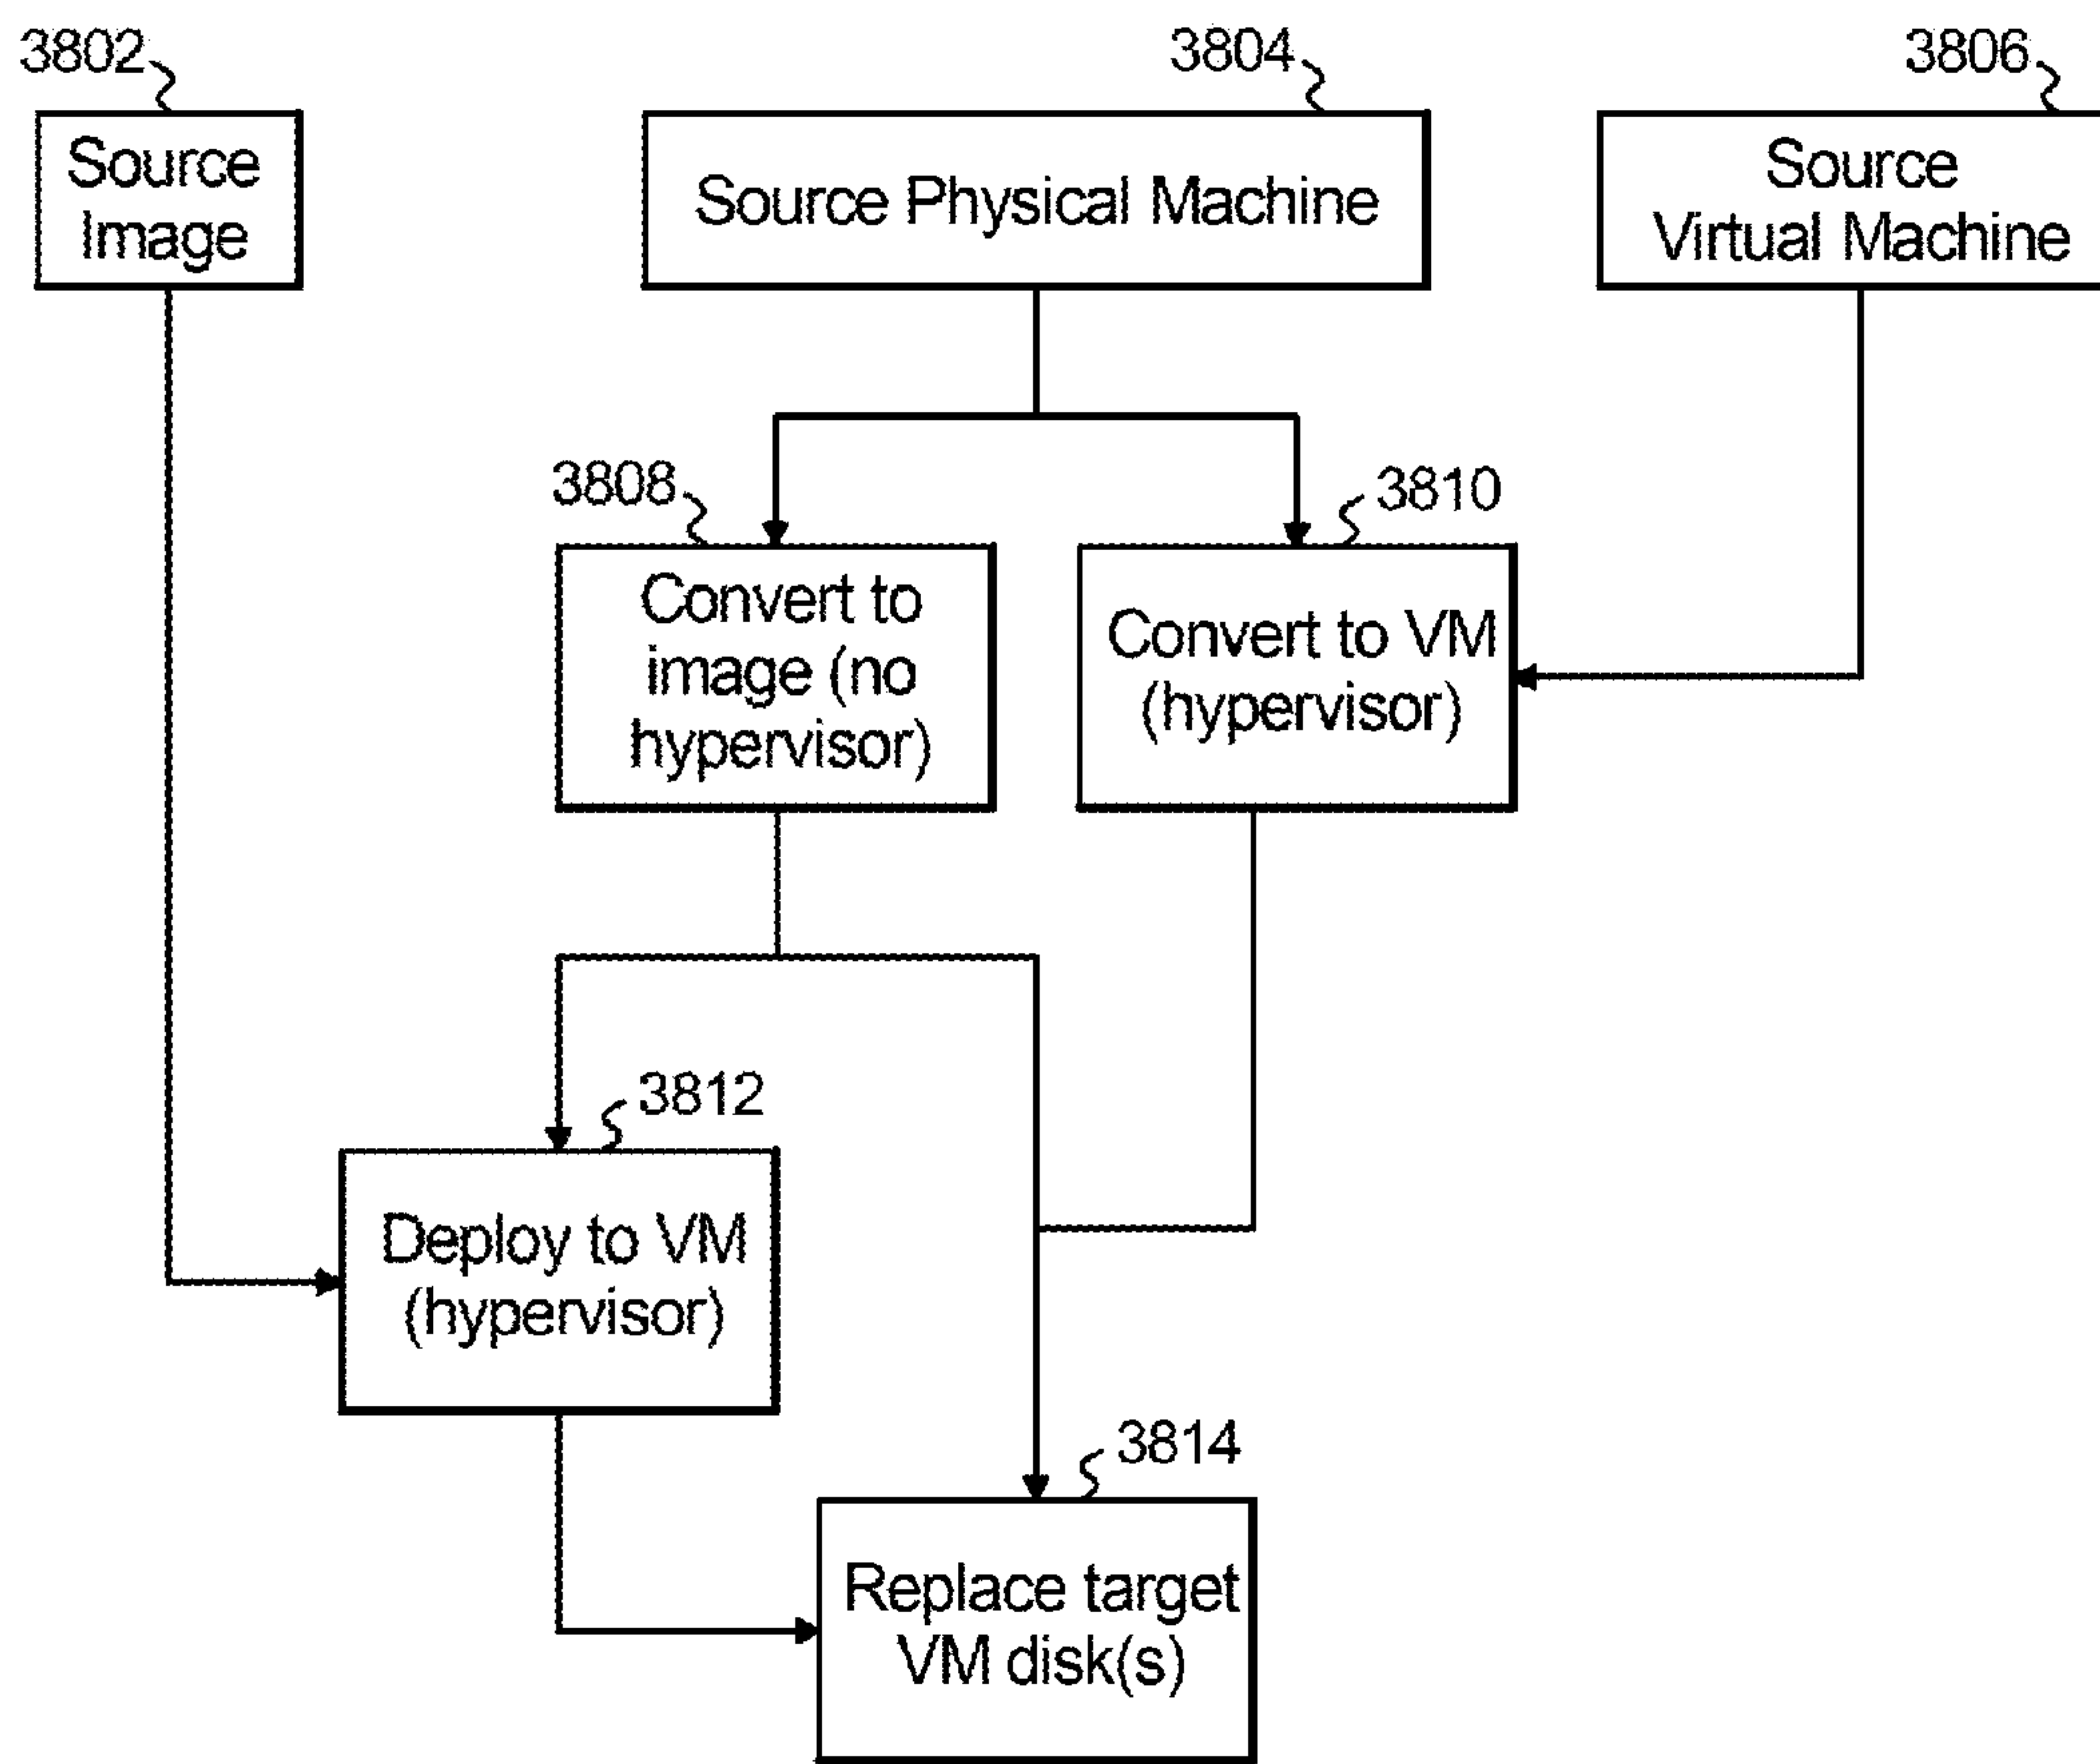 3802
3804
3806
Source
Image
Source Physical Machine
Source
Virtual Machine
3808
3810
Convert to
image (no
hypervisor)
Convert to VM
(hypervisor)
3812
Deploy to VM
(hypervisor)
3814
Replace target
VM disk(s)